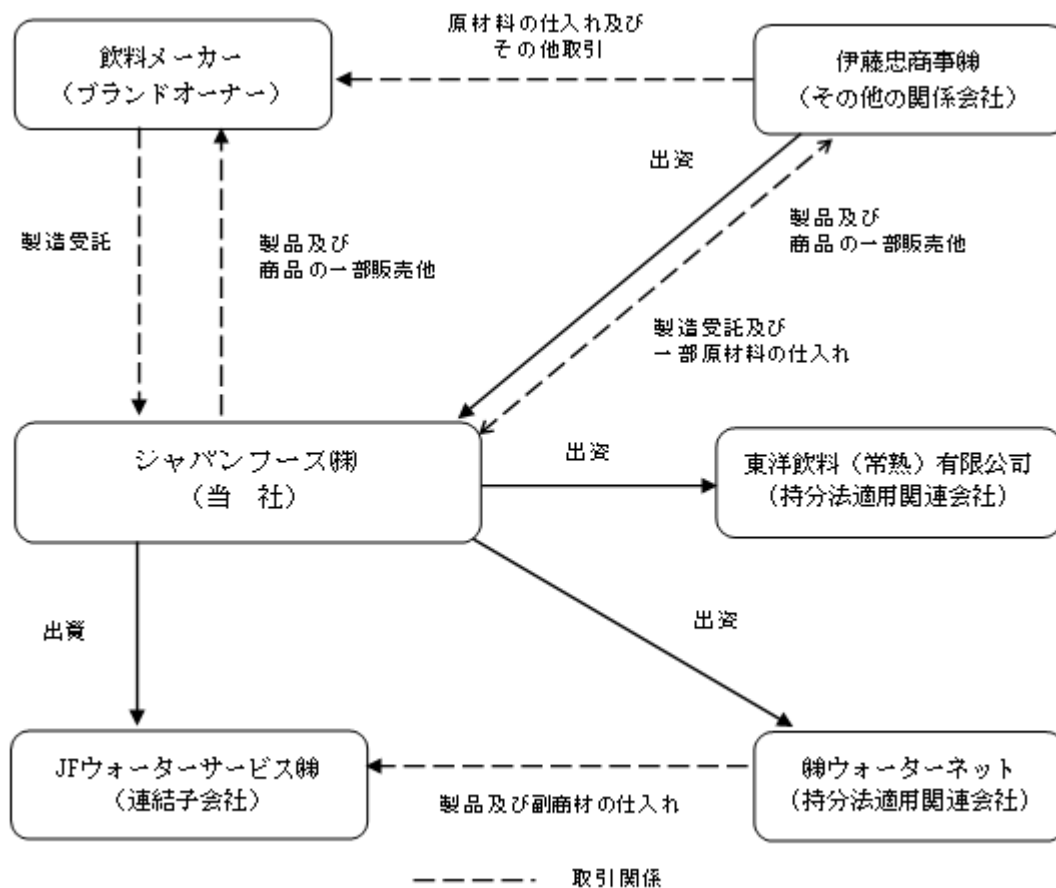 原材料の仕入れ及び
その他取引
飲料メーカー
（ブランドオーナー）
伊藤忠商事㈱
（その他の関係会社）
出資
製造受託
製品及び
商品の一部販売他
製品及び
商品の一部販売他
製造受託及び
一部原材料の仕入れ
ジャパンフーズ㈱
（当　社）
出資
東洋飲料（常熟）有限公司
（持分法適用関連会社）
出資
出資
JFウォーターサービス㈱
（連結子会社）
製品及び副商材の仕入れ
㈱ウォーターネット
（持分法適用関連会社）
取引関係